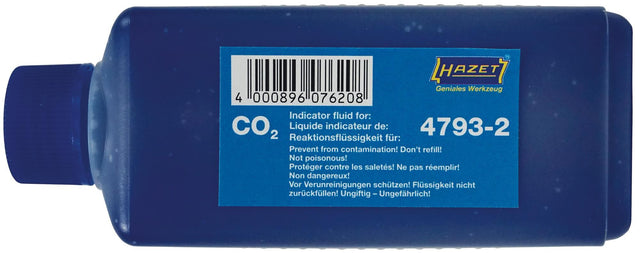 HAZET
Geniales Werkzeug
4 000896 076208
CO2
Indicator fluid for:
Liquide indicateur de:
Reaktionsflüssigkeit für:
4793-2
Prevent from contamination! Don't refill!
Not poisonous!
Protéger contre les saletés! Ne pas réemplir!
Non dangereux!
Vor Verunreinigungen schützen! Flüssigkeit nicht
zurückfüllen! Ungiftig – Ungefährlich!